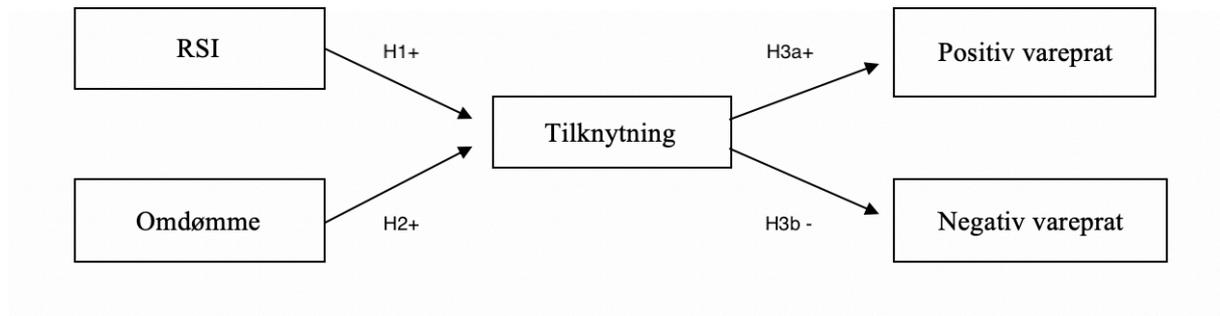 RSI
H1+
H3a+
Positiv vareprat
Tilknytning
Omdømme
H2+
H3b -
Negativ vareprat